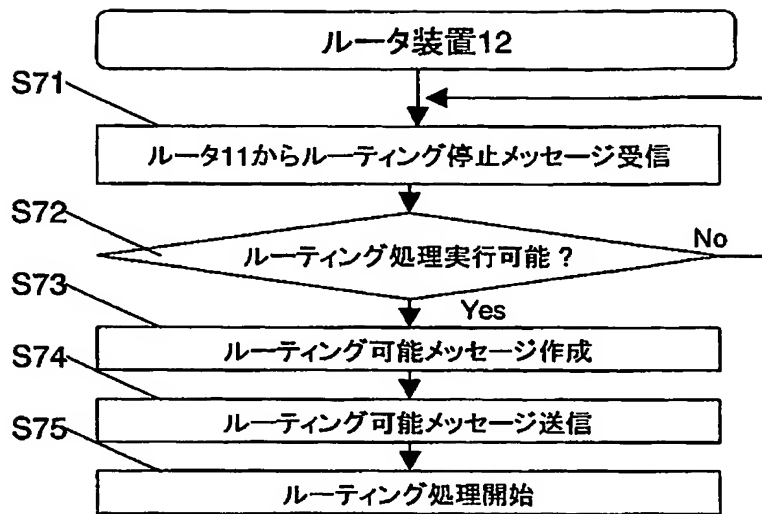 ルータ装置12
S71
ルータ11からルーティング停止メッセージ受信
S72
ルーティング処理実行可能？
No
Yes
S73
ルーティング可能メッセージ作成
S74
ルーティング可能メッセージ送信
S75
ルーティング処理開始